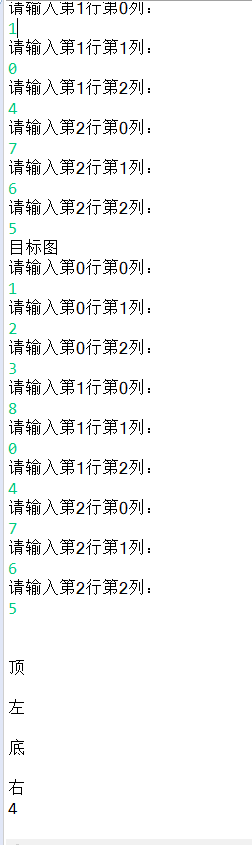 请输入第1行第0列：
1
请输入第1行第1列：
0
请输入第1行第2列：
4
请输入第2行第0列：
7
请输入第2行第1列：
6
请输入第2行第2列：
5
目标图
请输入第0行第0列：
1
请输入第0行第1列：
2
请输入第0行第2列：
3
请输入第1行第0列：
8
请输入第1行第1列：
0
请输入第1行第2列：
4
请输入第2行第0列：
7
请输入第2行第1列：
6
请输入第2行第2列：
5
顶
左
底
右
4